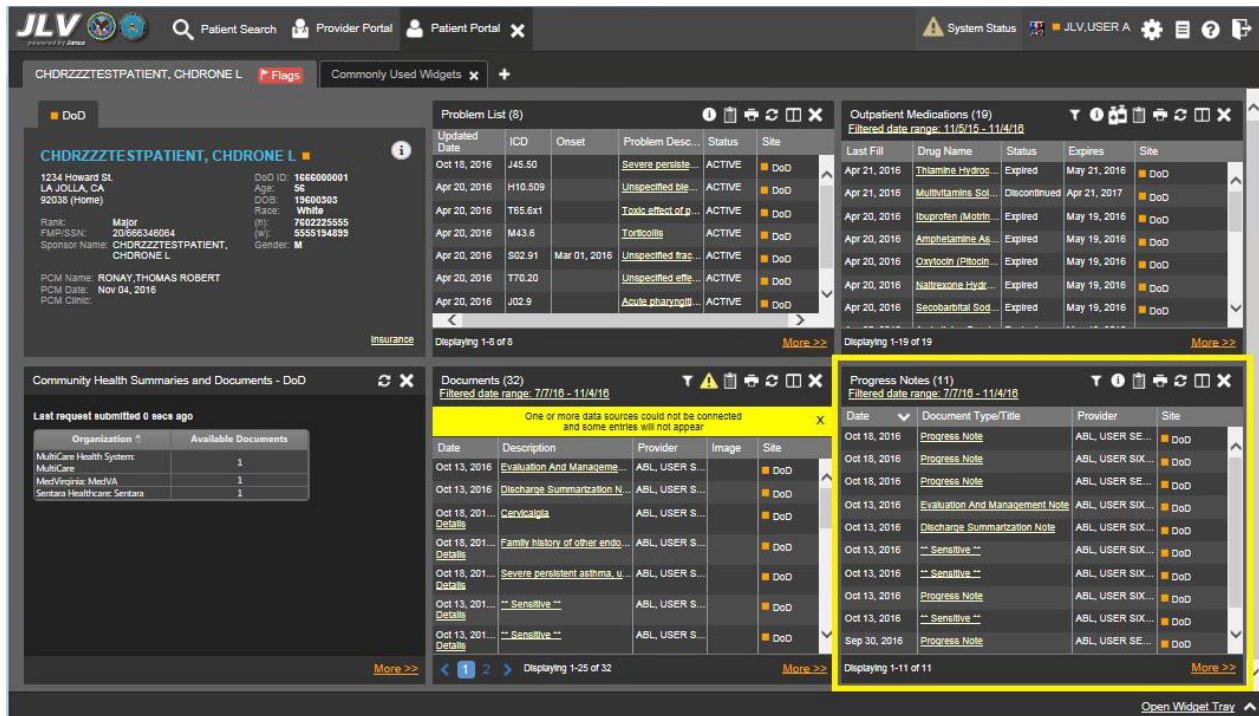 JLV
powered by Janus
Patient Search
Provider Portal
Patient Portal
System Status
JLV,USER A
CHDRZZZTESTPATIENT, CHDRONE L
Flags
Commonly Used Widgets
DoD
CHDRZZZTESTPATIENT, CHDRONE L
1234 Howard St.
LA JOLLA, CA
92038 (Home)
DoD ID: 1666000001
Age: 56
DOB: 19600303
Race: White
(h): 7602225555
(w): 5555194899
Gender: M
Rank: Major
FMP/SSN: 20/666346064
Sponsor Name: CHDRZZZTESTPATIENT, CHDRONE L
PCM Name: RONAY,THOMAS ROBERT
PCM Date: Nov 04, 2016
PCM Clinic:
Insurance
Problem List (8)
Updated Date ICD Onset Problem Desc... Status Site
Oct 18, 2016 J45.50 Severe persiste... ACTIVE DoD
Apr 20, 2016 H10.509 Unspecified ble... ACTIVE DoD
Apr 20, 2016 T65.6x1 Toxic effect of p... ACTIVE DoD
Apr 20, 2016 M43.6 Torticollis ACTIVE DoD
Apr 20, 2016 S02.91 Mar 01, 2016 Unspecified frac... ACTIVE DoD
Apr 20, 2016 T70.20 Unspecified effe... ACTIVE DoD
Apr 20, 2016 J02.9 Acute pharyngiti... ACTIVE DoD
Displaying 1-8 of 8
More >>
Outpatient Medications (19)
Filtered date range: 11/5/15 - 11/4/16
Last Fill Drug Name Status Expires Site
Apr 21, 2016 Thiamine Hydroc... Expired May 21, 2016 DoD
Apr 21, 2016 Multivitamins Sol... Discontinued Apr 21, 2017 DoD
Apr 20, 2016 Ibuprofen (Motrin... Expired May 19, 2016 DoD
Apr 20, 2016 Amphetamine As... Expired May 19, 2016 DoD
Apr 20, 2016 Oxytocin (Pitocin... Expired May 19, 2016 DoD
Apr 20, 2016 Naltrexone Hydr... Expired May 19, 2016 DoD
Apr 20, 2016 Secobarbital Sod... Expired May 19, 2016 DoD
Displaying 1-19 of 19
More >>
Community Health Summaries and Documents - DoD
Last request submitted 0 secs ago
Organization Available Documents
MultiCare Health System: MultiCare 1
MedVirginia: MedVA 1
Sentara Healthcare: Sentara 1
More >>
Documents (32)
Filtered date range: 7/7/16 - 11/4/16
One or more data sources could not be connected
and some entries will not appear
X
Date Description Provider Image Site
Oct 13, 2016 Evaluation And Manageme... ABL, USER S... DoD
Oct 13, 2016 Discharge Summarization N... ABL, USER S... DoD
Oct 18, 201... Details Cervicalgia ABL, USER S... DoD
Oct 18, 201... Details Family history of other endo... ABL, USER S... DoD
Oct 18, 201... Details Severe persistent asthma, u... ABL, USER S... DoD
Oct 13, 201... Details ** Sensitive ** ABL, USER S... DoD
Oct 13, 201... Details ** Sensitive ** ABL, USER S... DoD
1 2 Displaying 1-25 of 32
More >>
Progress Notes (11)
Filtered date range: 7/7/16 - 11/4/16
Date Document Type/Title Provider Site
Oct 18, 2016 Progress Note ABL, USER SE... DoD
Oct 18, 2016 Progress Note ABL, USER SIX... DoD
Oct 18, 2016 Progress Note ABL, USER SE... DoD
Oct 13, 2016 Evaluation And Management Note ABL, USER SIX... DoD
Oct 13, 2016 Discharge Summarization Note ABL, USER SIX... DoD
Oct 13, 2016 ** Sensitive ** ABL, USER SIX... DoD
Oct 13, 2016 ** Sensitive ** ABL, USER SIX... DoD
Oct 13, 2016 Progress Note ABL, USER SIX... DoD
Oct 13, 2016 ** Sensitive ** ABL, USER SIX... DoD
Sep 30, 2016 Progress Note ABL, USER SE... DoD
Displaying 1-11 of 11
More >>
Open Widget Tray